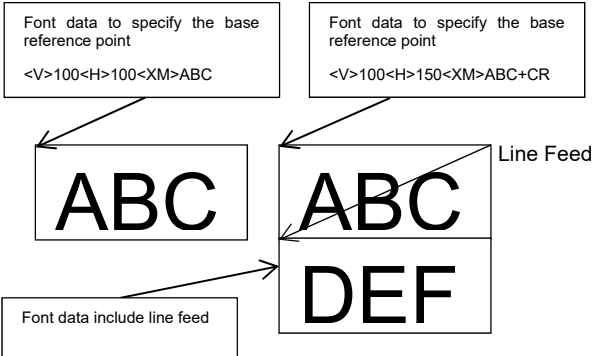 Font data to specify the base
reference point
<V>100<H>100<XM>ABC
Font data to specify the base
reference point
<V>100<H>150<XM>ABC+CR
ABC
ABC
Line Feed
DEF
Font data include line feed